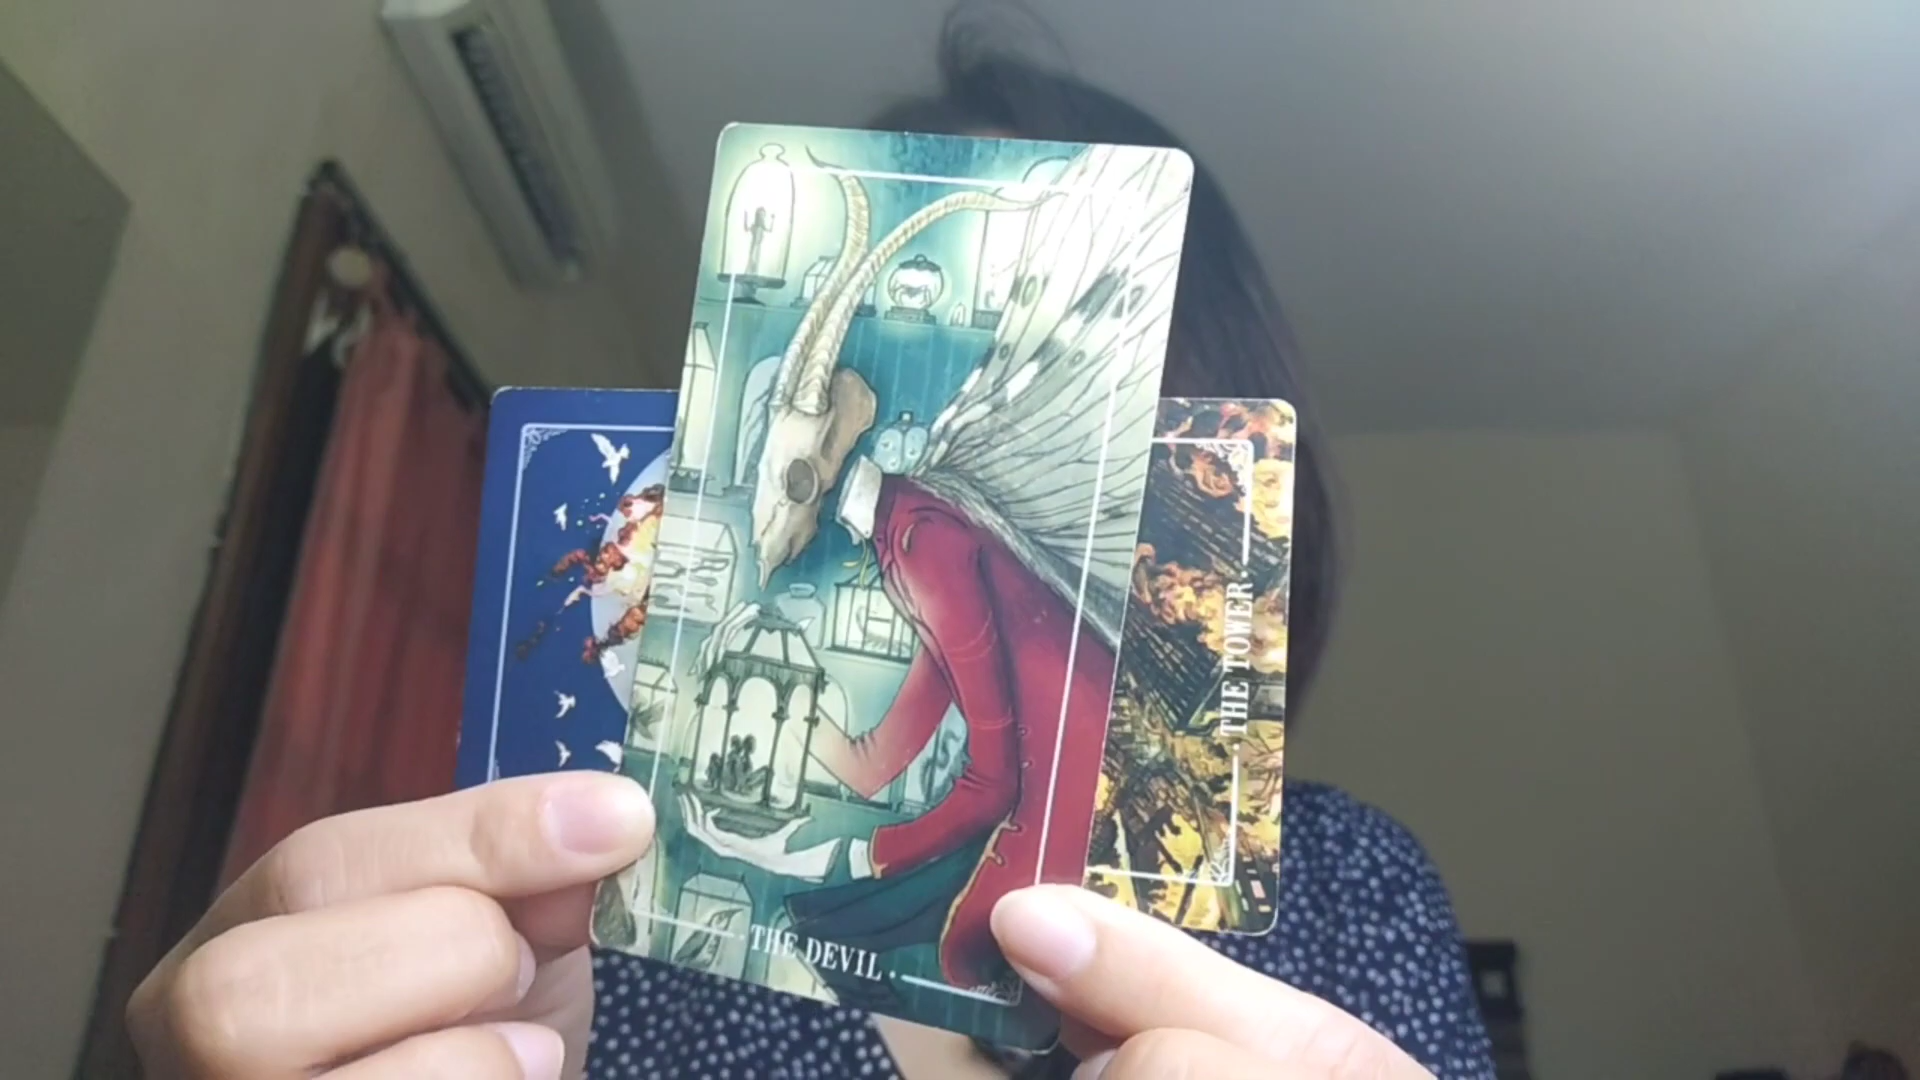 · THE TOWER ·
· THE DEVIL ·